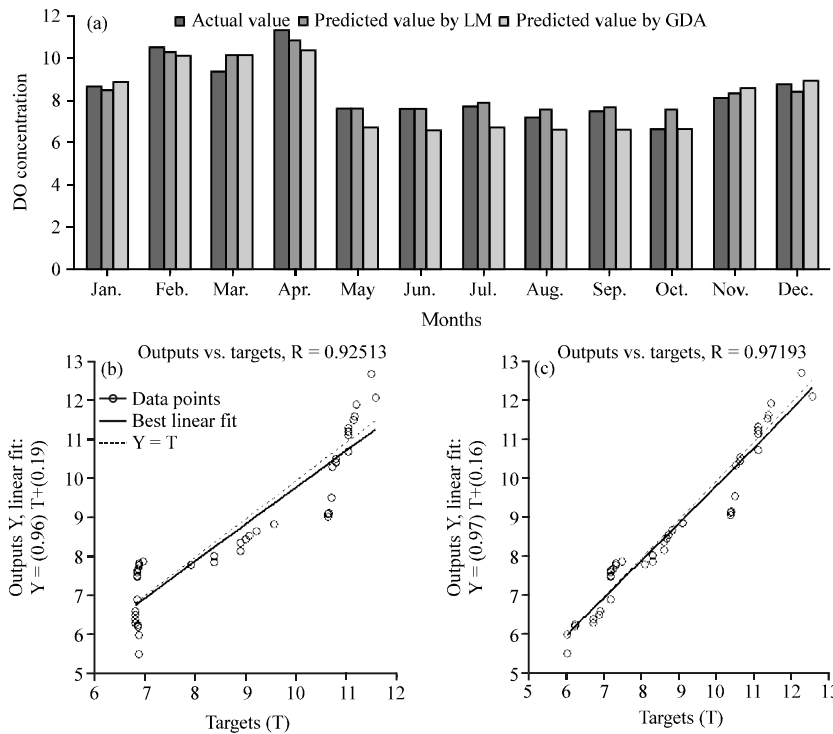 (a)
Actual value Predicted value by LM Predicted value by GDA
12
10
8
6
4
2
0
DO concentration
Jan. Feb. Mar. Apr. May Jun. Jul. Aug. Sep. Oct. Nov. Dec.
Months
Outputs vs. targets, R = 0.92513
(b)
Data points
Best linear fit
Y = T
13
12
11
10
9
8
7
6
5
Outputs Y, linear fit:
Y = (0.96) T+(0.19)
6 7 8 9 10 11 12
Targets (T)
Outputs vs. targets, R = 0.97193
(c)
13
12
11
10
9
8
7
6
5
Outputs Y, linear fit:
Y = (0.97) T+(0.16)
5 6 7 8 9 10 11 12
Targets (T)